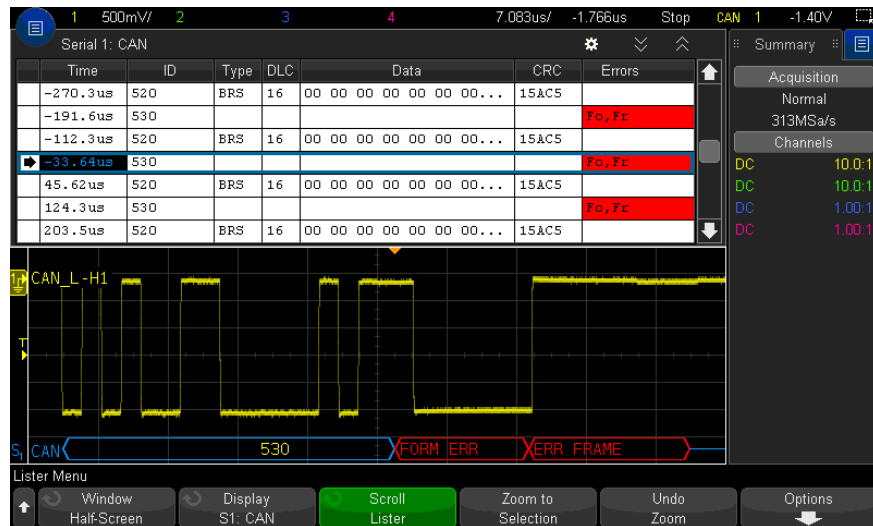 1 500mV/ 2 3 4 7.083us/ -1.766us Stop CAN 1 -1.40V
Serial 1: CAN
Summary
Time ID Type DLC Data CRC Errors
-270.3us 520 BRS 16 00 00 00 00 00 00... 15AC5
-191.6us 530 Fo,Fr
-112.3us 520 BRS 16 00 00 00 00 00 00... 15AC5
-33.64us 530 Fo,Fr
45.62us 520 BRS 16 00 00 00 00 00 00... 15AC5
124.3us 530 Fo,Fr
203.5us 520 BRS 16 00 00 00 00 00 00... 15AC5
Acquisition
Normal
313MSa/s
Channels
DC 10.0:1
DC 10.0:1
DC 1.00:1
DC 1.00:1
CAN_L-H1
T
S1 CAN 530 FORM ERR ERR FRAME
Lister Menu
Window
Half-Screen
Display
S1: CAN
Scroll
Lister
Zoom to
Selection
Undo
Zoom
Options